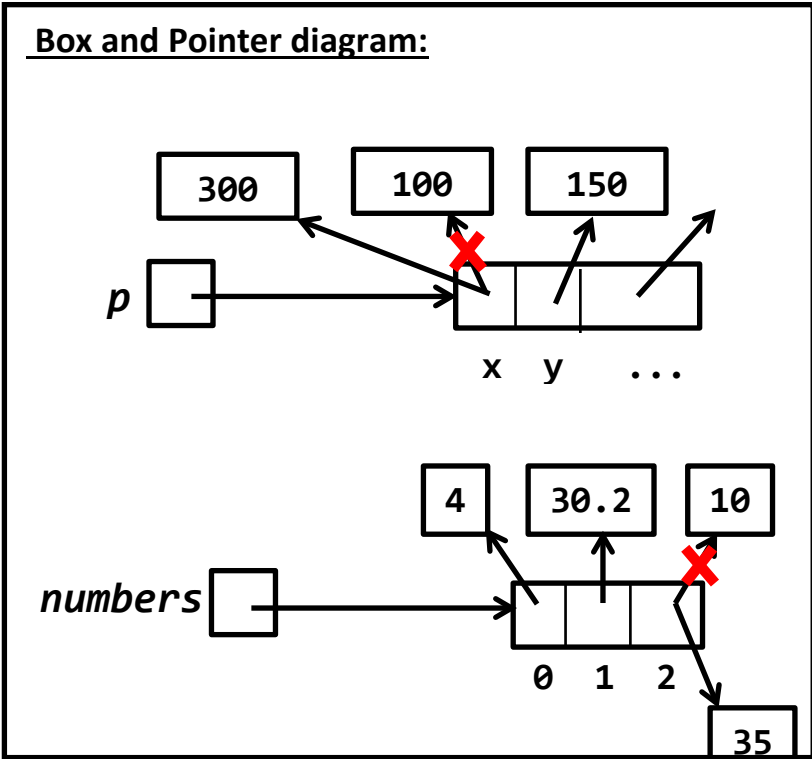 Box and Pointer diagram:
300 100 150
p
x y ...
4 30.2 10
numbers
0 1 2
35